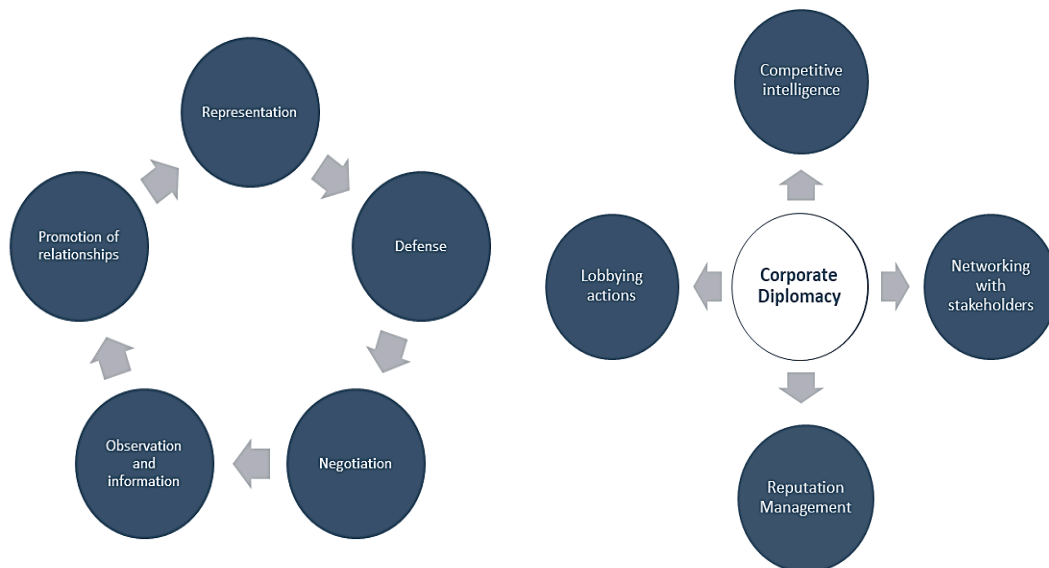 Representation
Defense
Negotiation
Observation
and
information
Promotion of
relationships
Competitive
intelligence
Lobbying
actions
Corporate
Diplomacy
Networking
with
stakeholders
Reputation
Management